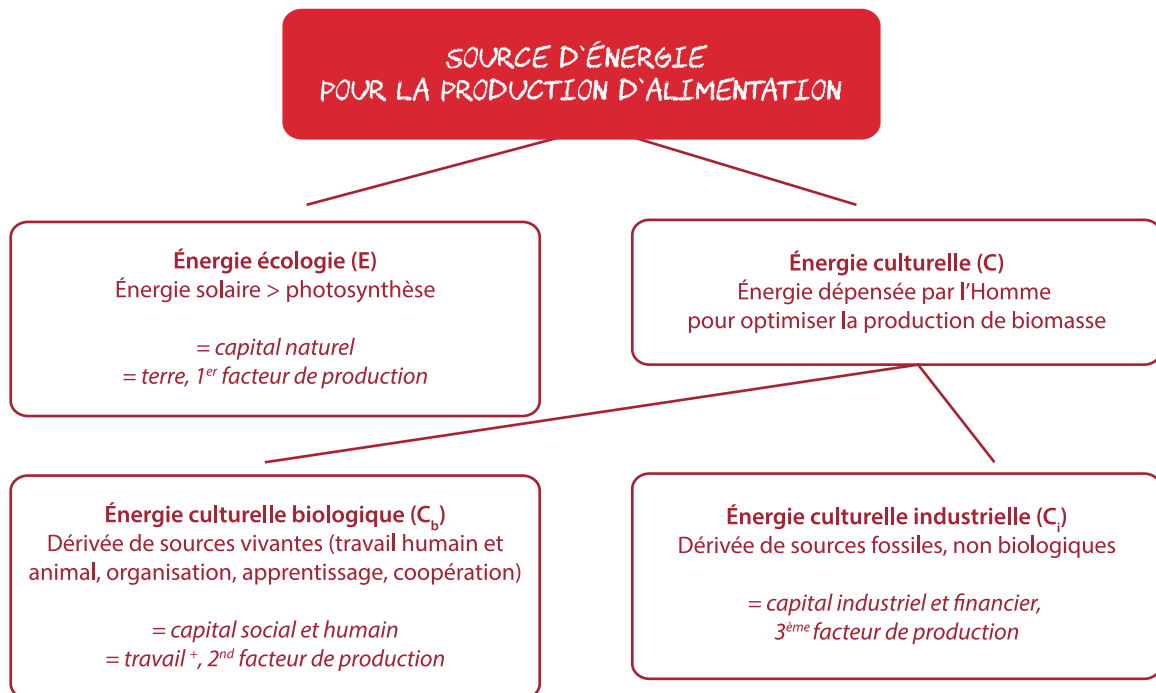 SOURCE D'ÉNERGIE
POUR LA PRODUCTION D'ALIMENTATION
Énergie écologie (E)
Énergie solaire > photosynthèse
= capital naturel
= terre, 1er facteur de production
Énergie culturelle (C)
Énergie dépensée par l'Homme
pour optimiser la production de biomasse
Énergie culturelle biologique (Cb)
Dérivée de sources vivantes (travail humain et
animal, organisation, apprentissage, coopération)
= capital social et humain
= travail +, 2nd facteur de production
Énergie culturelle industrielle (Ci)
Dérivée de sources fossiles, non biologiques
= capital industriel et financier,
3ème facteur de production